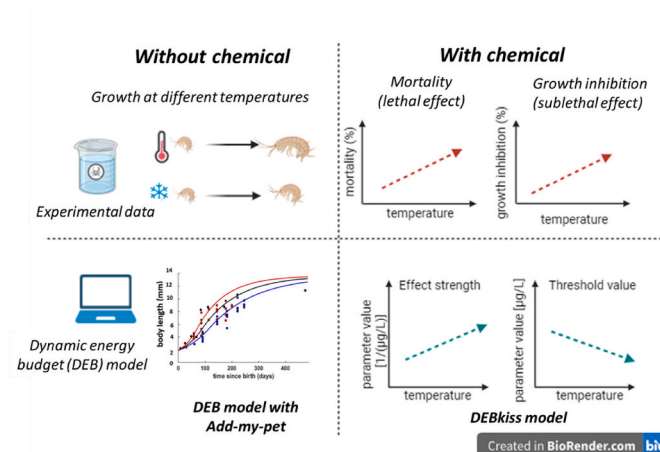 Without chemical
With chemical
Growth at different temperatures
Experimental data
Mortality
(lethal effect)
mortality (%)
temperature
Growth inhibition
(sublethal effect)
growth inhibition (%)
temperature
Dynamic energy
budget (DEB) model
body length (mm)
14
12
10
8
6
4
2
0
0
100
200
300
400
time since birth (days)
DEB model with
Add-my-pet
Effect strength
parameter value
[1/(µg/L)]
temperature
Threshold value
parameter value [µg/L]
temperature
DEBkiss model
Created in BioRender.com